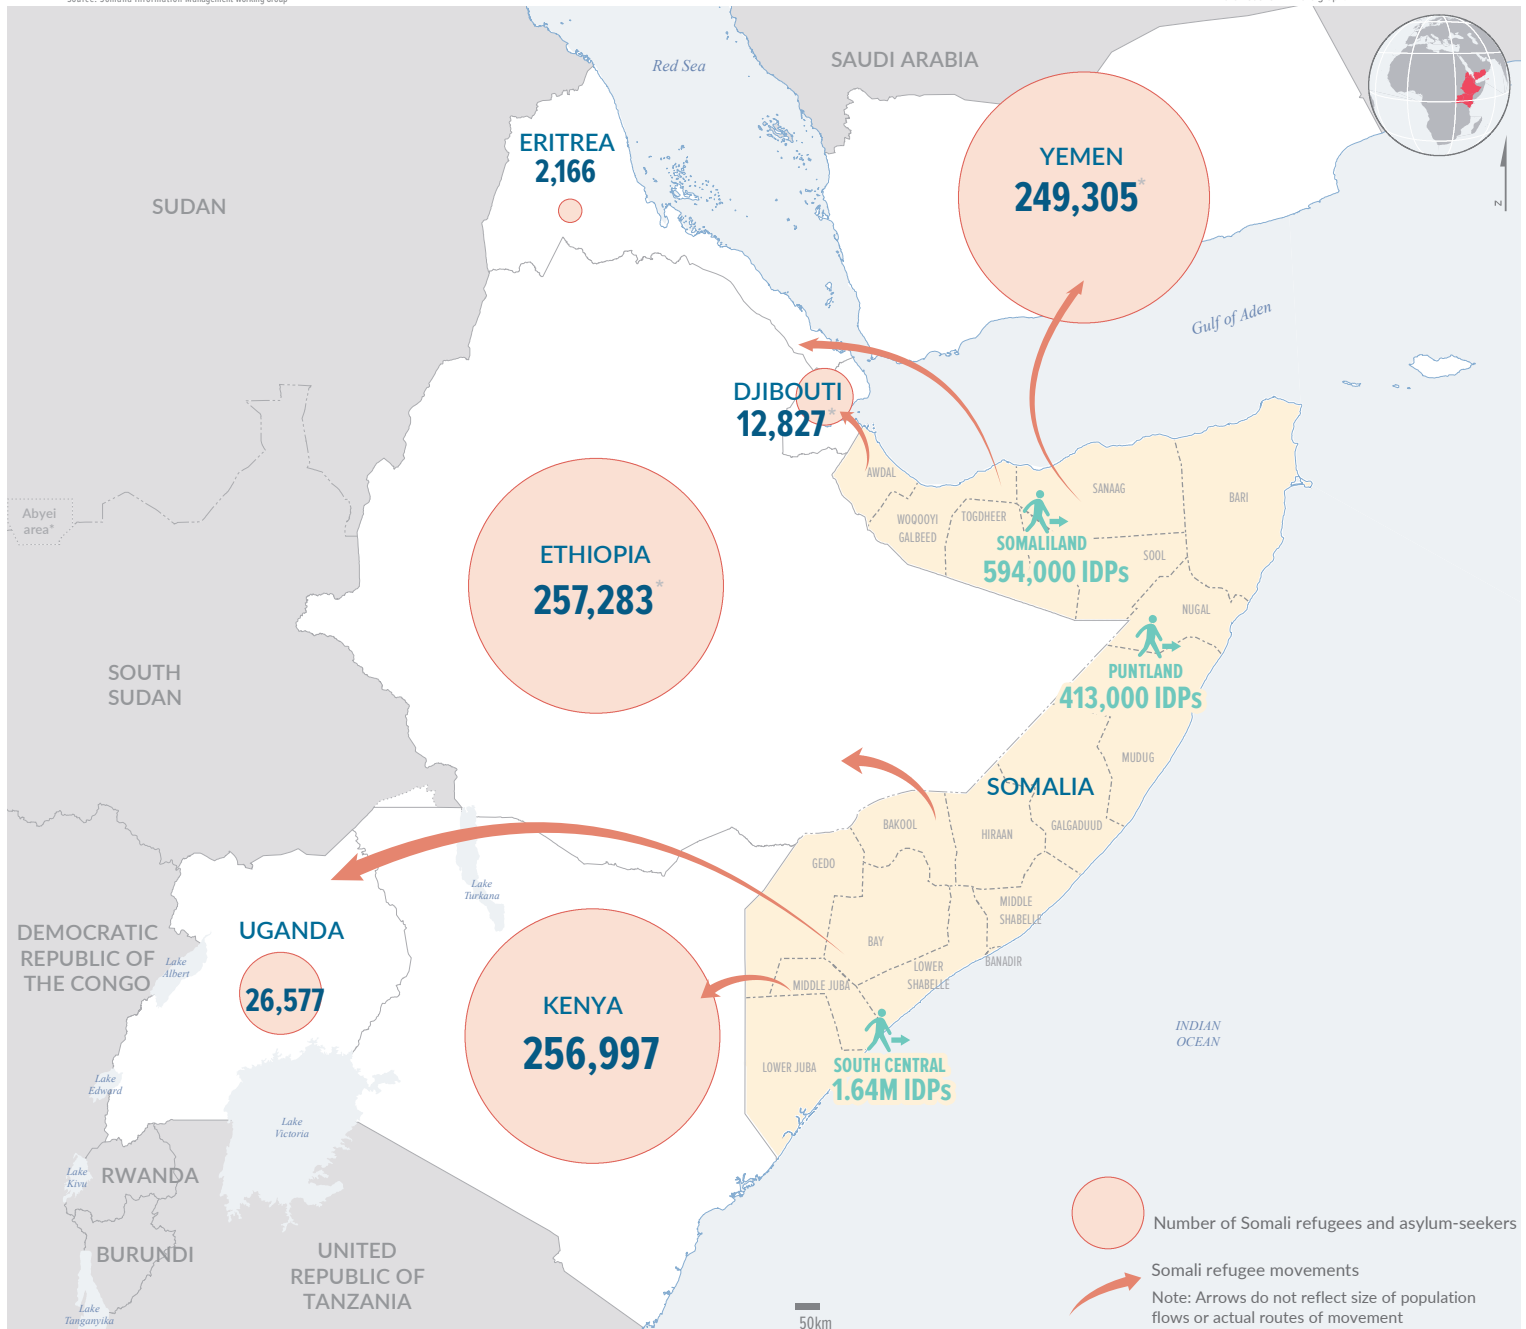 Source: Somalia Information Management Working Group
Red Sea
SAUDI ARABIA
ERITREA
2,166
YEMEN
249,305*
SUDAN
N
Gulf of Aden
DJIBOUTI
12,827*
AWDAL
WOQOOYI
GALBEED
TOGDHEER
SANAAG
BARI
SOMALILAND
594,000 IDPs
SOOL
NUGAL
Abyei
area*
ETHIOPIA
257,283*
PUNTLAND
413,000 IDPs
SOUTH
SUDAN
MUDUG
SOMALIA
BAKOOL
HIRAAN
GALGADUUD
GEDO
Lake
Turkana
MIDDLE
SHABELLE
BAY
BANADIR
LOWER
SHABELLE
MIDDLE JUBA
DEMOCRATIC
REPUBLIC OF
THE CONGO
Lake
Albert
UGANDA
26,577
KENYA
256,997
INDIAN
OCEAN
LOWER JUBA
SOUTH CENTRAL
1.64M IDPs
Lake
Edward
Lake
Victoria
Lake
Kivu
RWANDA
BURUNDI
UNITED
REPUBLIC OF
TANZANIA
Lake
Tanganyika
Number of Somali refugees and asylum-seekers
Somali refugee movements
Note: Arrows do not reflect size of population
flows or actual routes of movement
50km